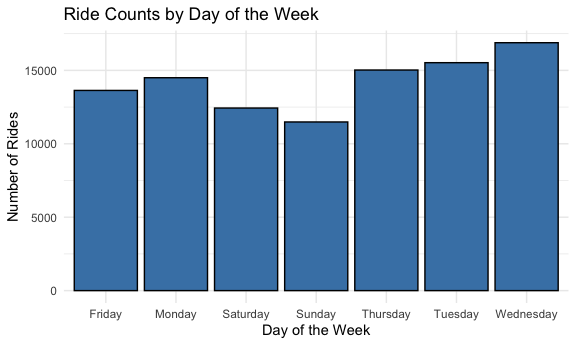 Ride Counts by Day of the Week
Number of Rides
15000
10000
5000
0
Friday Monday Saturday Sunday Thursday Tuesday Wednesday
Day of the Week